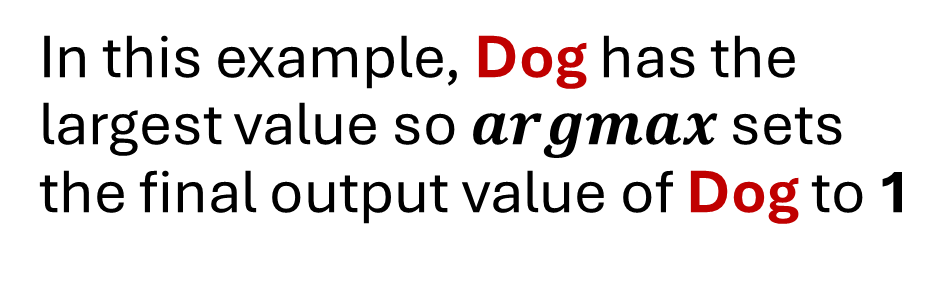 In this example, Dog has the
largest value so argmax sets
the final output value of Dog to 1